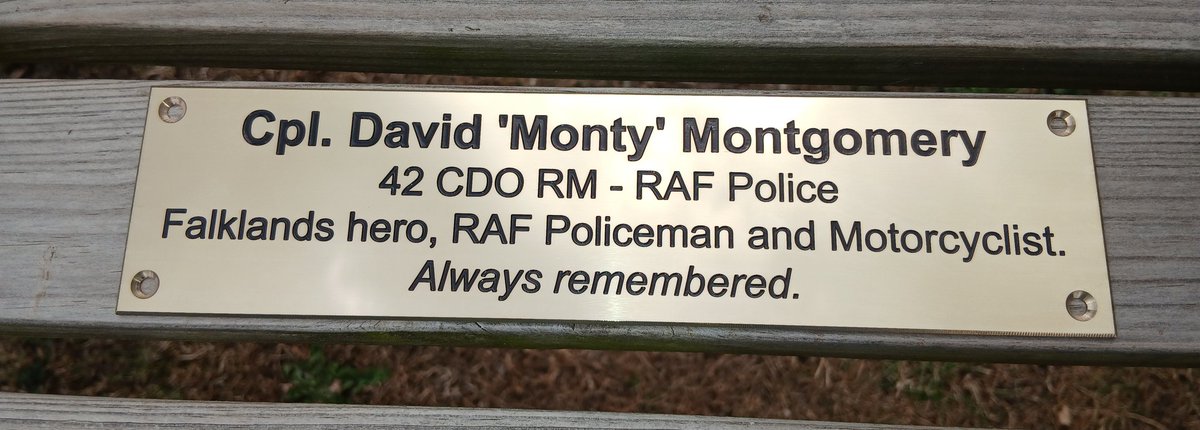 Cpl. David 'Monty' Montgomery
42 CDO RM - RAF Police
Falklands hero, RAF Policeman and Motorcyclist.
Always remembered.